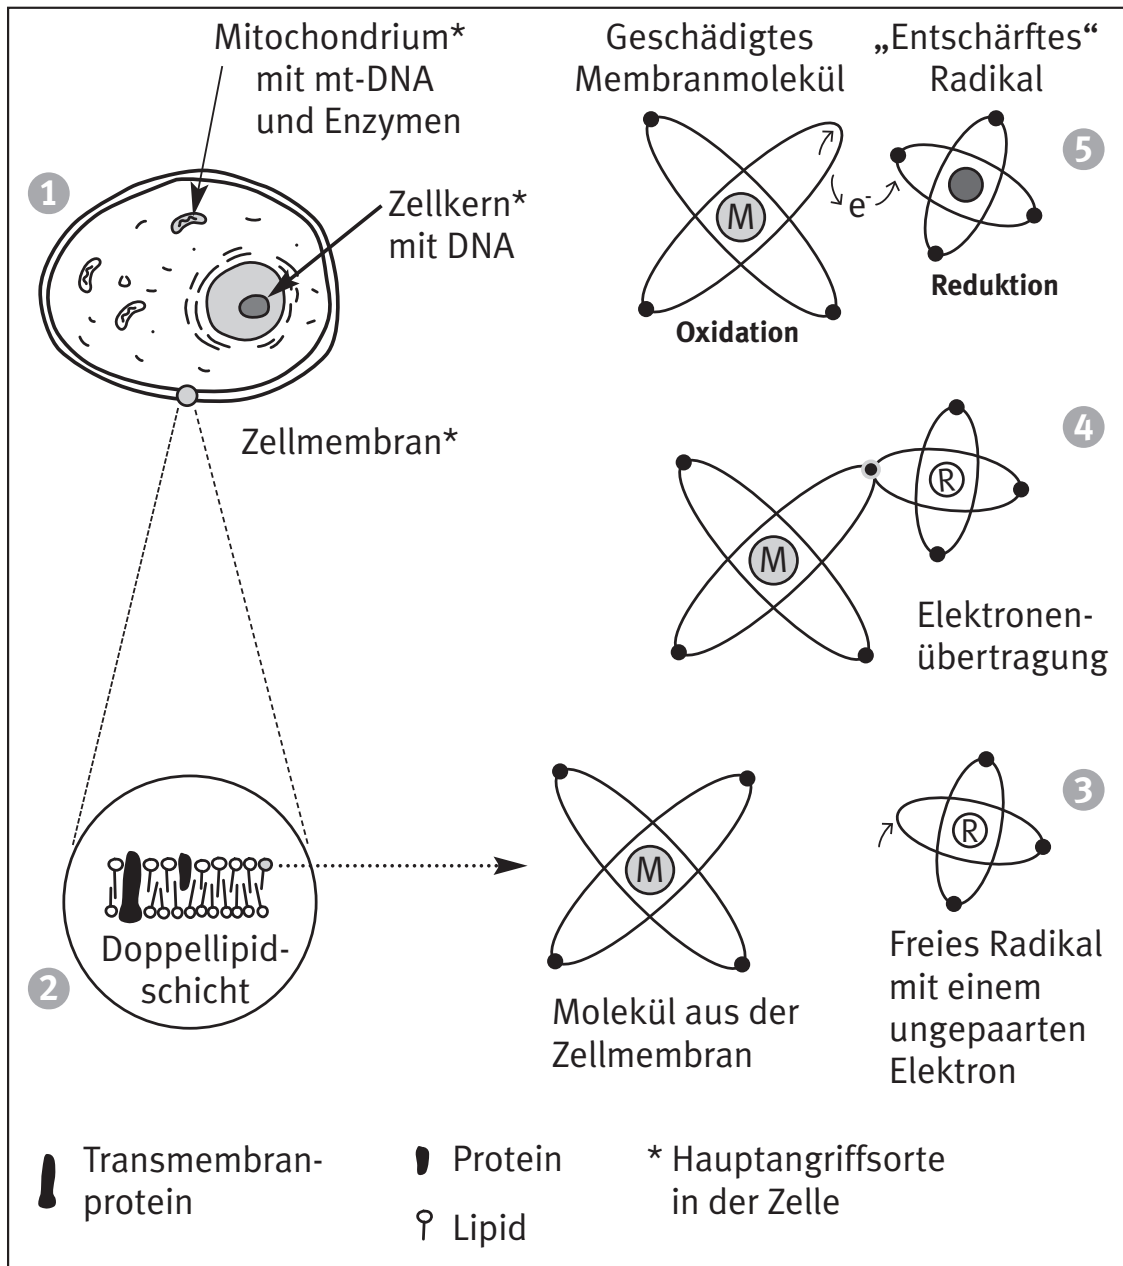 Mitochondrium*
mit mt-DNA
und Enzymen
1
Zellkern*
mit DNA
Zellmembran*
2
Doppellipid-
schicht
Geschädigtes
Membranmolekül
„Entschärftes“
Radikal
5
M
e⁻
Oxidation
Reduktion
4
M
R
Elektronen-
übertragung
3
M
R
Molekül aus der
Zellmembran
Freies Radikal
mit einem
ungepaarten
Elektron
Transmembran-
protein
Protein
Lipid
* Hauptangriffsorte
in der Zelle